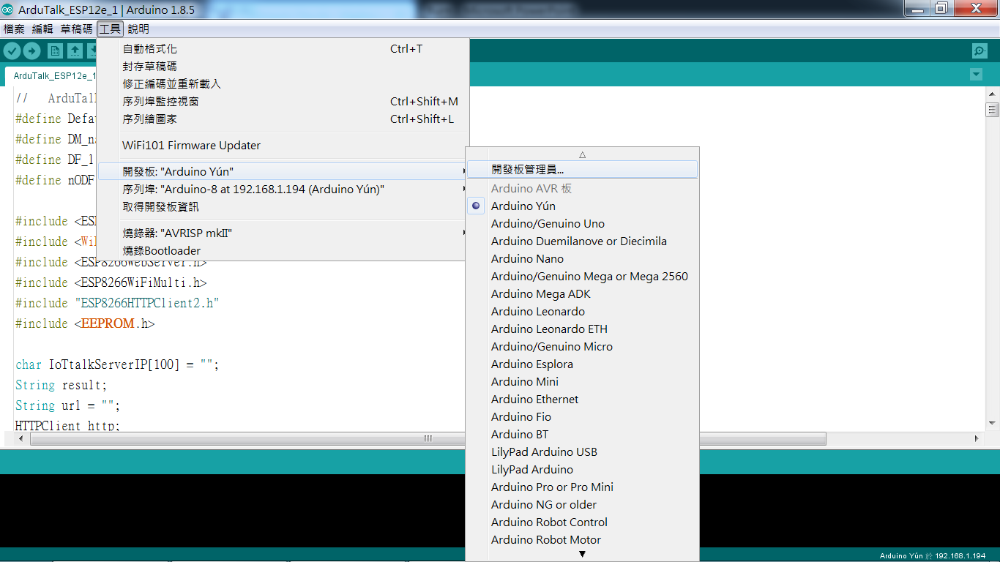 ArduTalk_ESP12e_1 | Arduino 1.8.5
檔案 編輯 草稿碼 工具 說明
ArduTalk_ESP12e_1
自動格式化 Ctrl+T
封存草稿碼
修正編碼並重新載入
序列埠監控視窗 Ctrl+Shift+M
序列繪圖家 Ctrl+Shift+L
WiFi101 Firmware Updater
開發板: "Arduino Yún"
序列埠: "Arduino-8 at 192.168.1.194 (Arduino Yún)"
取得開發板資訊
燒錄器: "AVRISP mkII"
燒錄Bootloader
開發板管理員...
Arduino AVR 板
Arduino Yún
Arduino/Genuino Uno
Arduino Duemilanove or Diecimila
Arduino Nano
Arduino/Genuino Mega or Mega 2560
Arduino Mega ADK
Arduino Leonardo
Arduino Leonardo ETH
Arduino/Genuino Micro
Arduino Esplora
Arduino Mini
Arduino Ethernet
Arduino Fio
Arduino BT
LilyPad Arduino USB
LilyPad Arduino
Arduino Pro or Pro Mini
Arduino NG or older
Arduino Robot Control
Arduino Robot Motor
// ArduTal
#define Defa
#define DM_n
#define DF_l
#define nODF
#include <ES
#include <Wi
#include <ESP8266WebServer.h>
#include <ESP8266WiFiMulti.h>
#include "ESP8266HTTPClient2.h"
#include <EEPROM.h>
char IoTtalkServerIP[100] = "";
String result;
String url = "";
HTTPClient http;
Arduino Yún 於 192.168.1.194